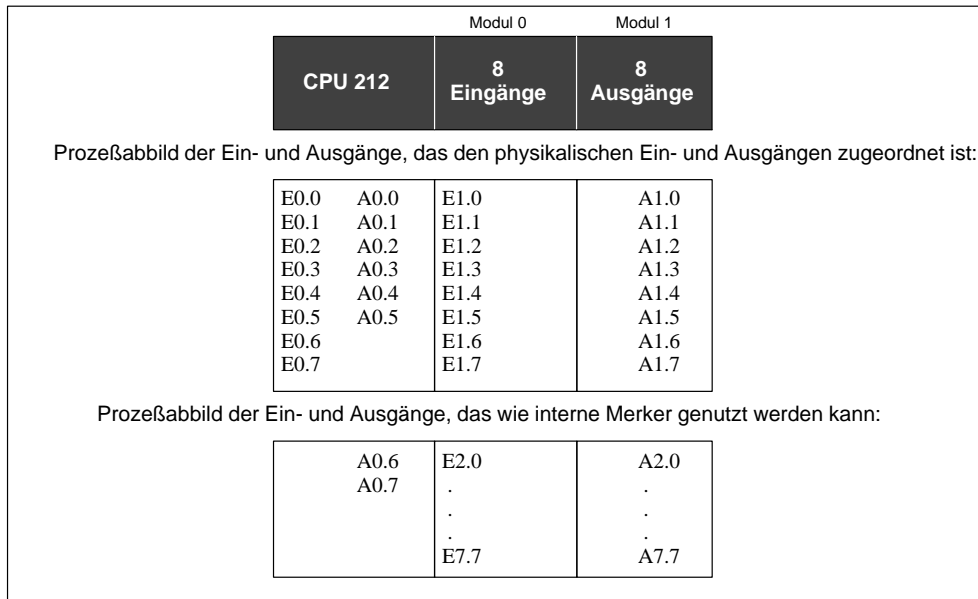 Modul 0 Modul 1
CPU 212 8 Eingänge 8 Ausgänge
Prozeßabbild der Ein- und Ausgänge, das den physikalischen Ein- und Ausgängen zugeordnet ist:
E0.0 A0.0 E1.0 A1.0
E0.1 A0.1 E1.1 A1.1
E0.2 A0.2 E1.2 A1.2
E0.3 A0.3 E1.3 A1.3
E0.4 A0.4 E1.4 A1.4
E0.5 A0.5 E1.5 A1.5
E0.6 E1.6 A1.6
E0.7 E1.7 A1.7
Prozeßabbild der Ein- und Ausgänge, das wie interne Merker genutzt werden kann:
A0.6 E2.0 A2.0
A0.7 . .
. .
. .
E7.7 A7.7